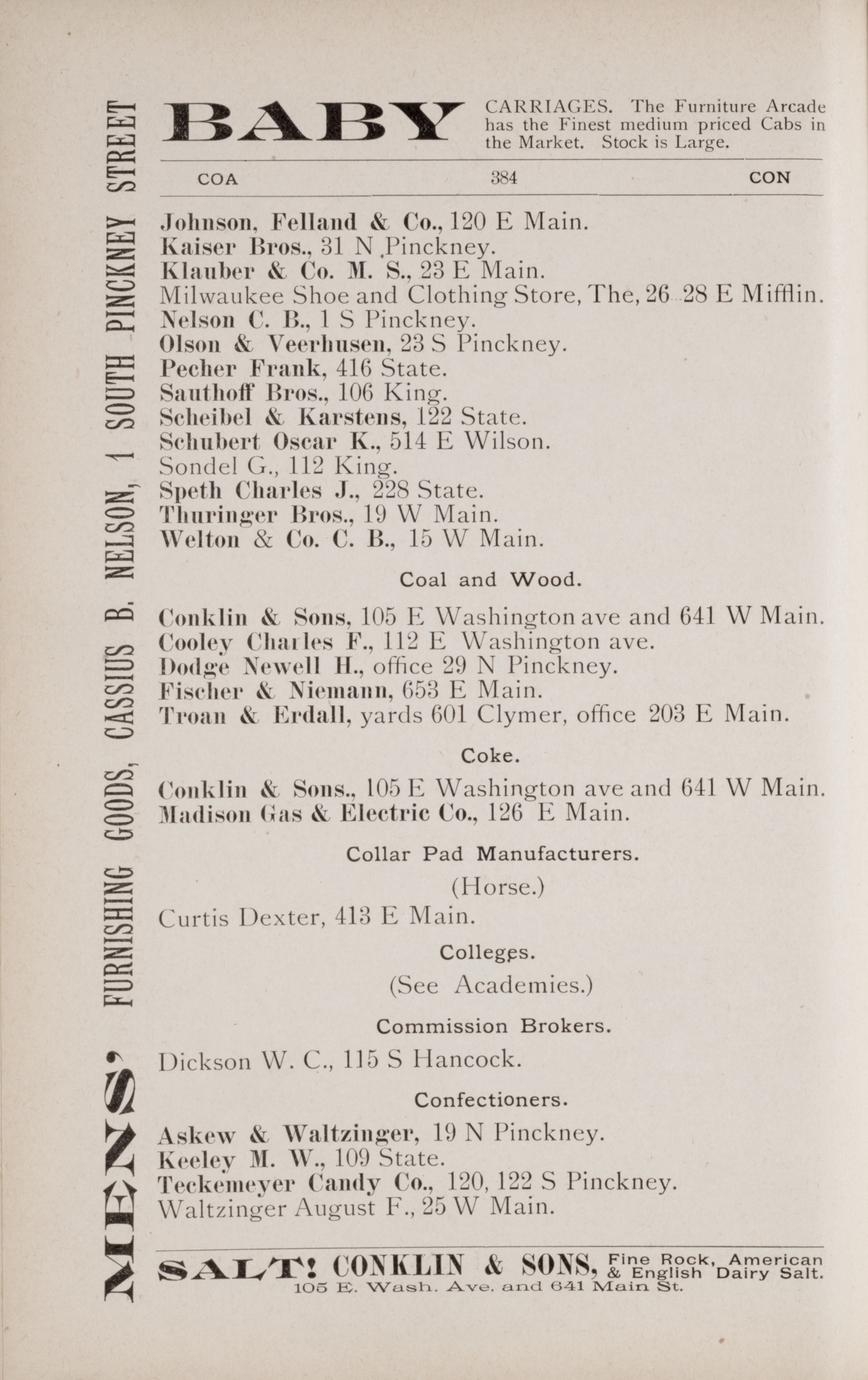 BABY CARRIAGES. The Furniture Arcade
has the Finest medium priced Cabs in
the Market. Stock is Large.
COA 384 CON
Johnson, Felland & Co., 120 E Main.
Kaiser Bros., 31 N Pinckney.
Klauber & Co. M. S., 23 E Main.
Milwaukee Shoe and Clothing Store, The, 26 28 E Mifflin.
Nelson C. B., 1 S Pinckney.
Olson & Veerhusen, 23 S Pinckney.
Pecher Frank, 416 State.
Sauthoff Bros., 106 King.
Scheibel & Karstens, 122 State.
Schubert Oscar K., 514 E Wilson.
Sondel G., 112 King.
Speth Charles J., 228 State.
Thuringer Bros., 19 W Main.
Welton & Co. C. B., 15 W Main.
Coal and Wood.
Conklin & Sons, 105 E Washington ave and 641 W Main.
Cooley Charles F., 112 E Washington ave.
Dodge Newell H., office 29 N Pinckney.
Fischer & Niemann, 653 E Main.
Troan & Erdall, yards 601 Clymer, office 203 E Main.
Coke.
Conklin & Sons., 105 E Washington ave and 641 W Main.
Madison Gas & Electric Co., 126 E Main.
Collar Pad Manufacturers.
(Horse.)
Curtis Dexter, 413 E Main.
Colleges.
(See Academies.)
Commission Brokers.
Dickson W. C., 115 S Hancock.
Confectioners.
Askew & Waltzinger, 19 N Pinckney.
Keeley M. W., 109 State.
Teckemeyer Candy Co., 120, 122 S Pinckney.
Waltzinger August F., 25 W Main.
SALT! CONKLIN & SONS, Fine Rock, American
& English Dairy Salt.
105 E. Wash. Ave. and 641 Main St.
MENS' FURNISHING GOODS, CASSIUS B. NELSON, 1 SOUTH PINCKNEY STREET